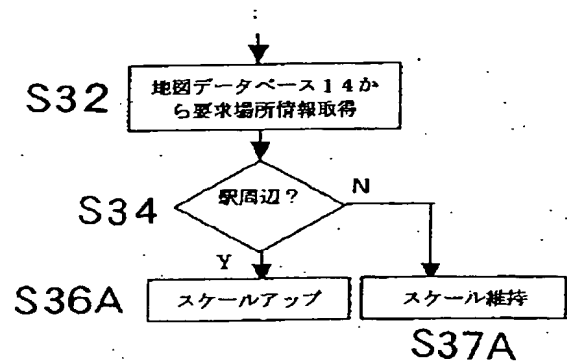 S32
地図データベース14か
ら要求場所情報取得
S34
駅周辺?
N
Y
S36A
スケールアップ
スケール維持
S37A